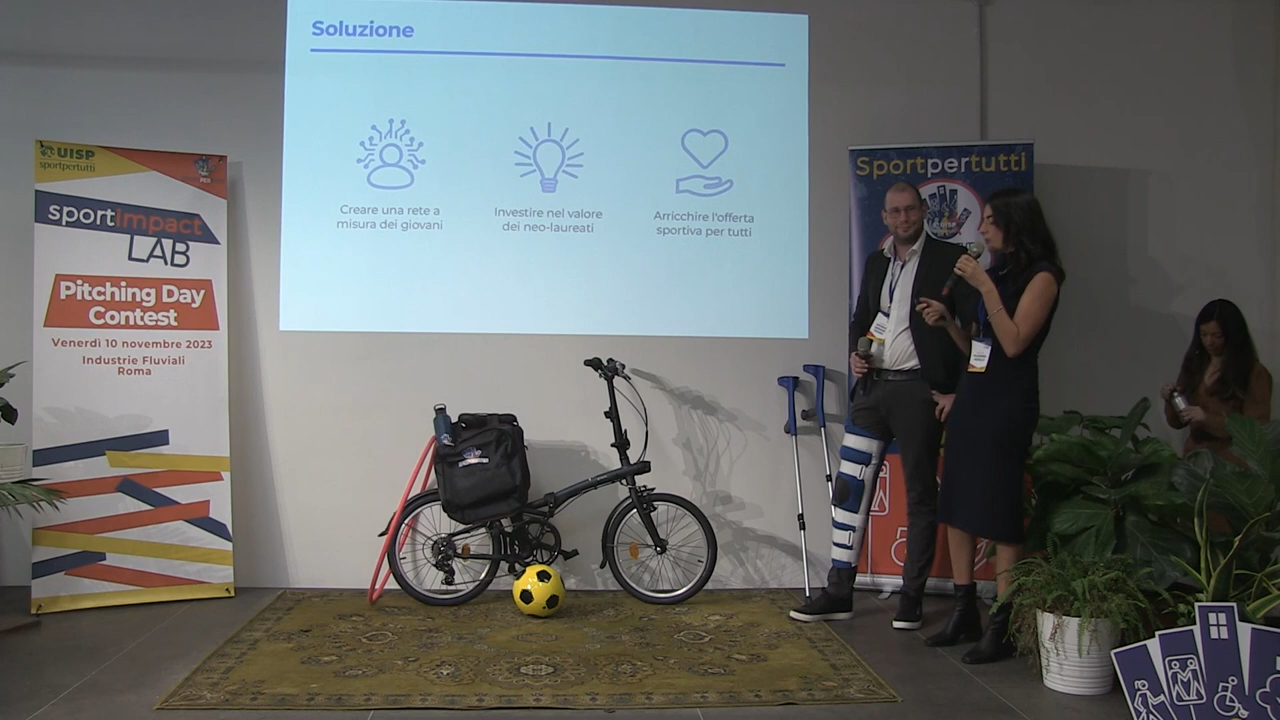 Soluzione
Creare una rete a
misura dei giovani
Investire nel valore
dei neo-laureati
Arricchire l'offerta
sportiva per tutti
UISP
sportpertutti
sportimpact
LAB
Pitching Day
Contest
Venerdì 10 novembre 2023
Industrie Fluviali
Roma
Sportpertutti